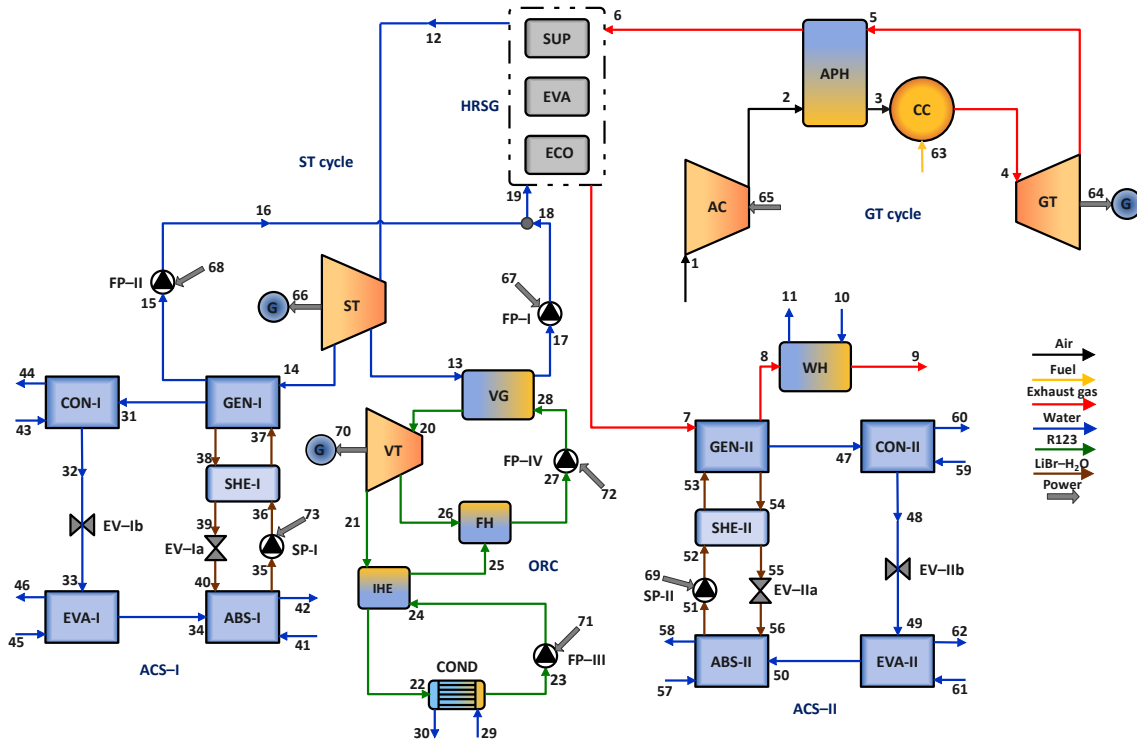 6
5
12
SUP
APH
HRSG
2
3
CC
EVA
ST cycle
ECO
63
4
19
AC
65
GT
64
G
16
18
GT cycle
68
67
1
FP–II
66
15
G
ST
FP–I
17
11
10
Air
Fuel
13
8
9
44
14
WH
Exhaust gas
CON-I
GEN-I
VG
Water
31
28
7
60
43
37
20
R123
70
GEN-II
CON-II
LiBr–H₂O
38
G
VT
FP–IV
47
59
Power
32
27
72
53
54
SHE-I
39
36
26
SHE-II
48
EV–Ib
73
21
FH
52
EV–Ia
SP-I
25
55
ORC
69
EV–IIa
EV–IIb
33
40
35
IHE
SP–II
51
46
24
56
49
42
71
58
62
EVA-I
ABS-I
34
ABS-II
EVA-II
45
41
COND
FP–III
50
ACS–I
22
23
57
61
ACS–II
30
29